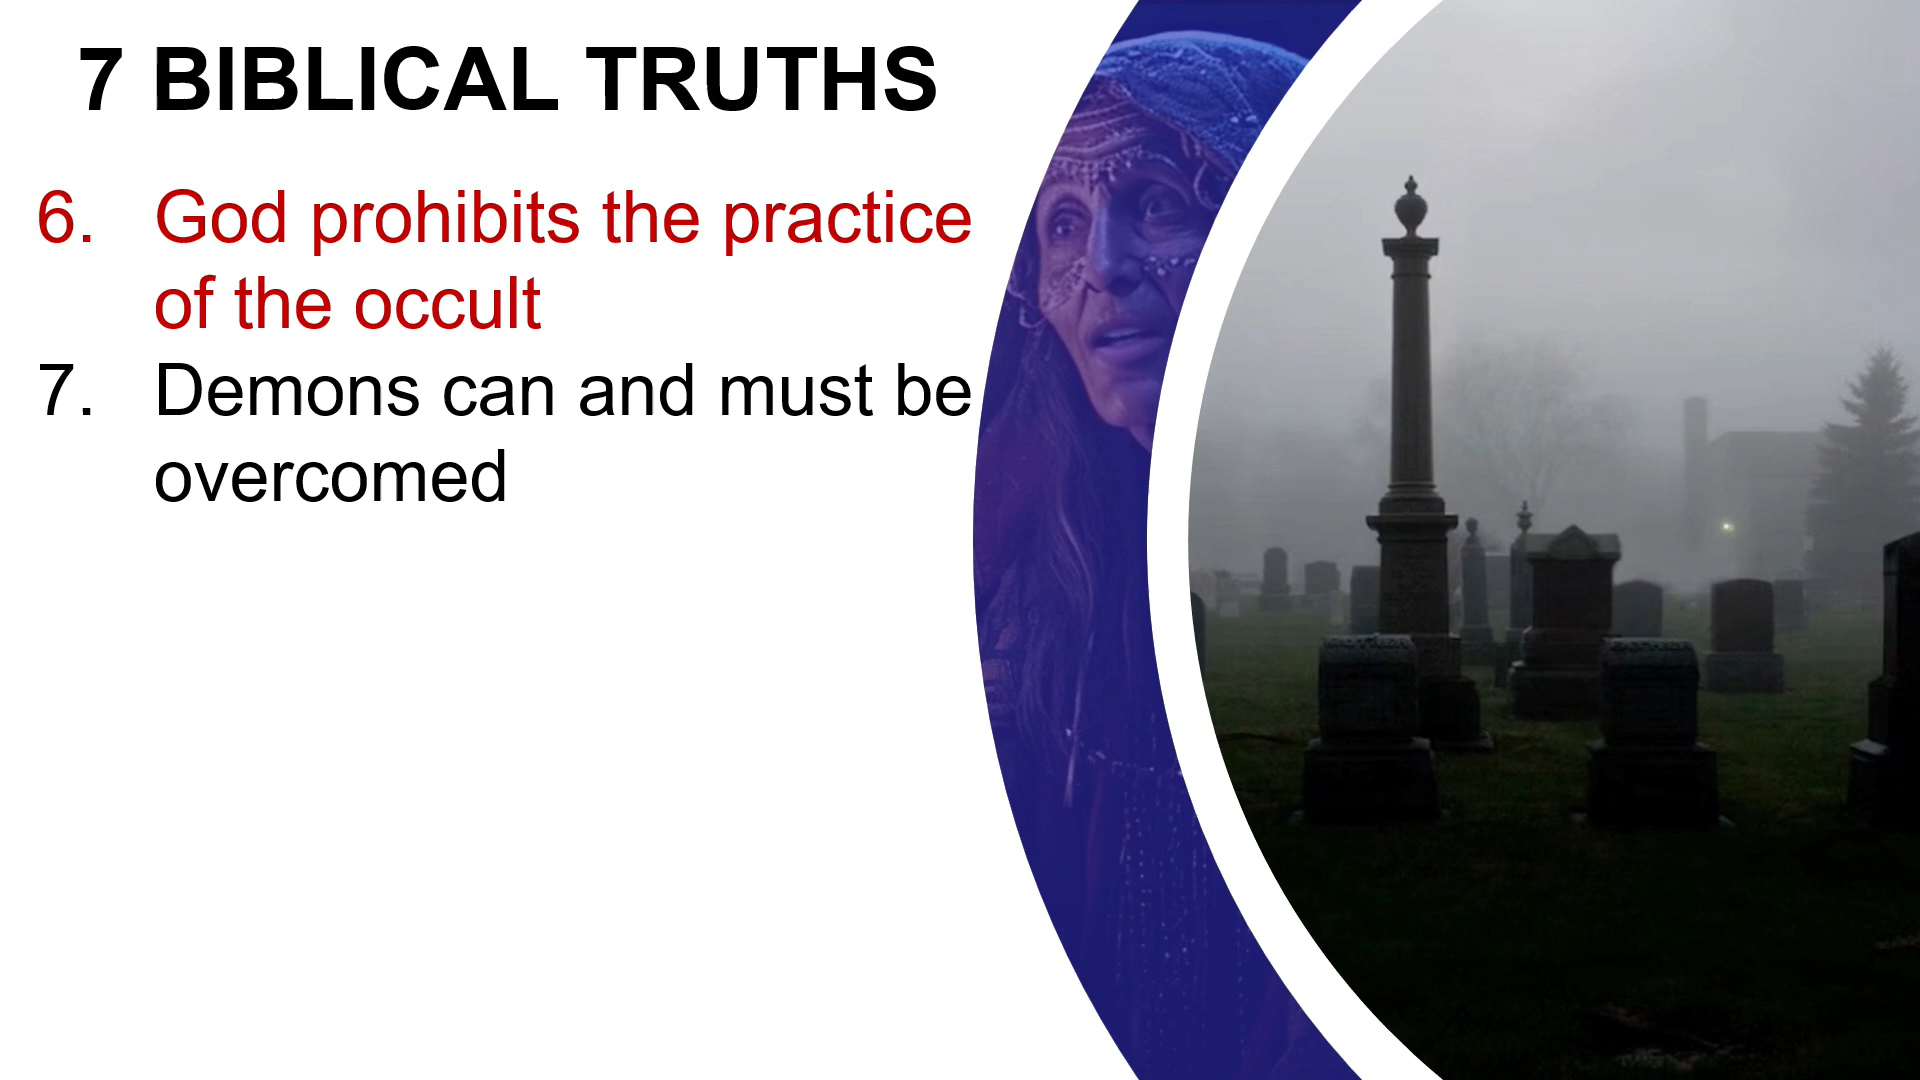 7 BIBLICAL TRUTHS
6. God prohibits the practice
of the occult
7. Demons can and must be
overcomed